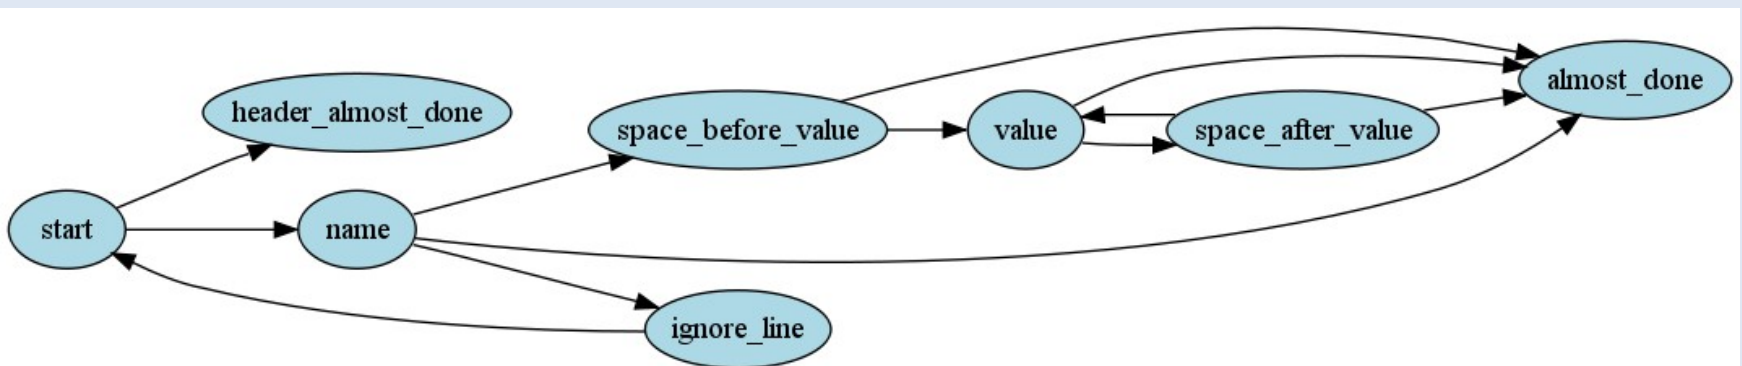 header_almost_done
almost_done
space_before_value
value
space_after_value
start
name
ignore_line